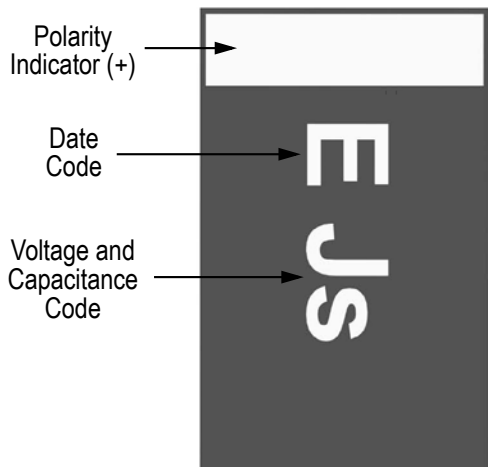 Polarity
Indicator (+)
Date
Code
Voltage and
Capacitance
Code
E JS